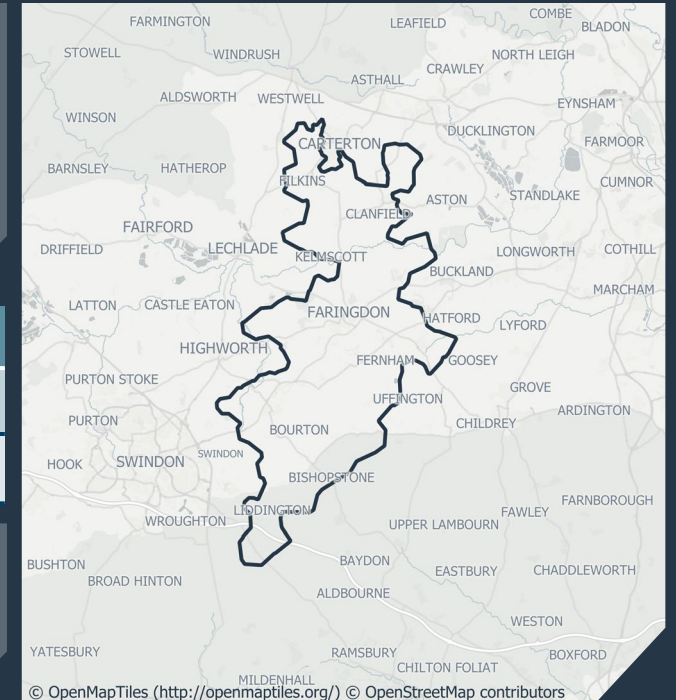 COMBE
FARMINGTON
LEAFIELD
BLADON
STOWELL
WINDRUSH
NORTH LEIGH
CRAWLEY
ASTHALL
ALDSWORTH
WESTWELL
EYNSHAM
WINSON
DUCKLINGTON
CARTERTON
FARMOOR
BARNSLEY
HATHEROP
FILKINS
CUMNOR
STANDLAKE
ASTON
CLANFIELD
FAIRFORD
DRIFFIELD
LECHLADE
KELMSCOTT
LONGWORTH
COTHILL
BUCKLAND
MARCHAM
LATTON
CASTLE EATON
FARINGDON
HATFORD
LYFORD
HIGHWORTH
FERNHAM
GOOSEY
PURTON STOKE
GROVE
UFFINGTON
ARDINGTON
PURTON
CHILDREY
BOURTON
SWINDON
HOOK
SWINDON
BISHOPSTONE
FARNBOROUGH
LIDDINGTON
FAWLEY
WROUGHTON
UPPER LAMBOURN
BUSHTON
BAYDON
EASTBURY
CHADDLEWORTH
BROAD HINTON
ALDBOURNE
WESTON
YATESBURY
RAMSBURY
BOXFORD
CHILTON FOLIAT
MILDENHALL
© OpenMapTiles (http://openmaptiles.org/) © OpenStreetMap contributors